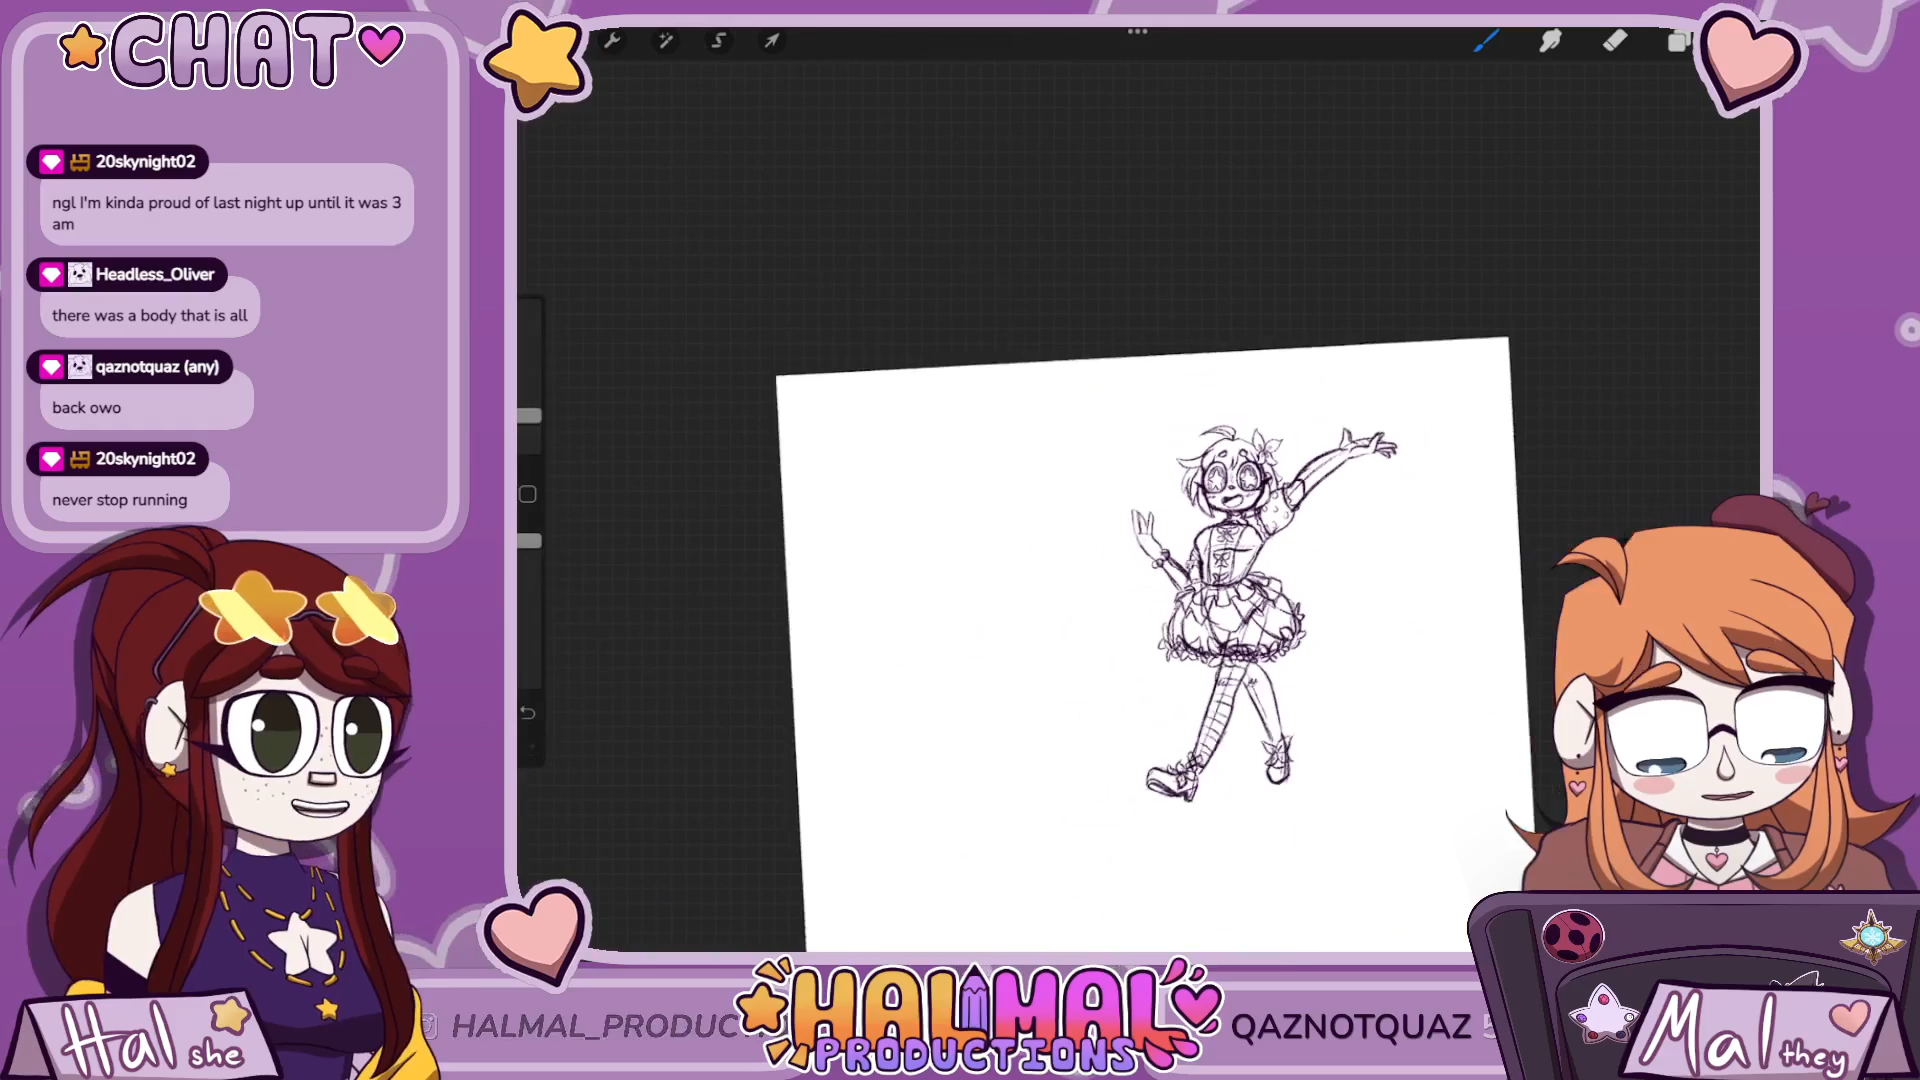 CHAT
20skynight02
ngl I'm kinda proud of last night up until it was 3
am
Headless_Oliver
there was a body that is all
qaznotquaz (any)
back owo
20skynight02
never stop running
Hal she
HALMAL_PRODUC
HALMAL
PRODUCTIONS
QAZNOTQUAZ
Mal they